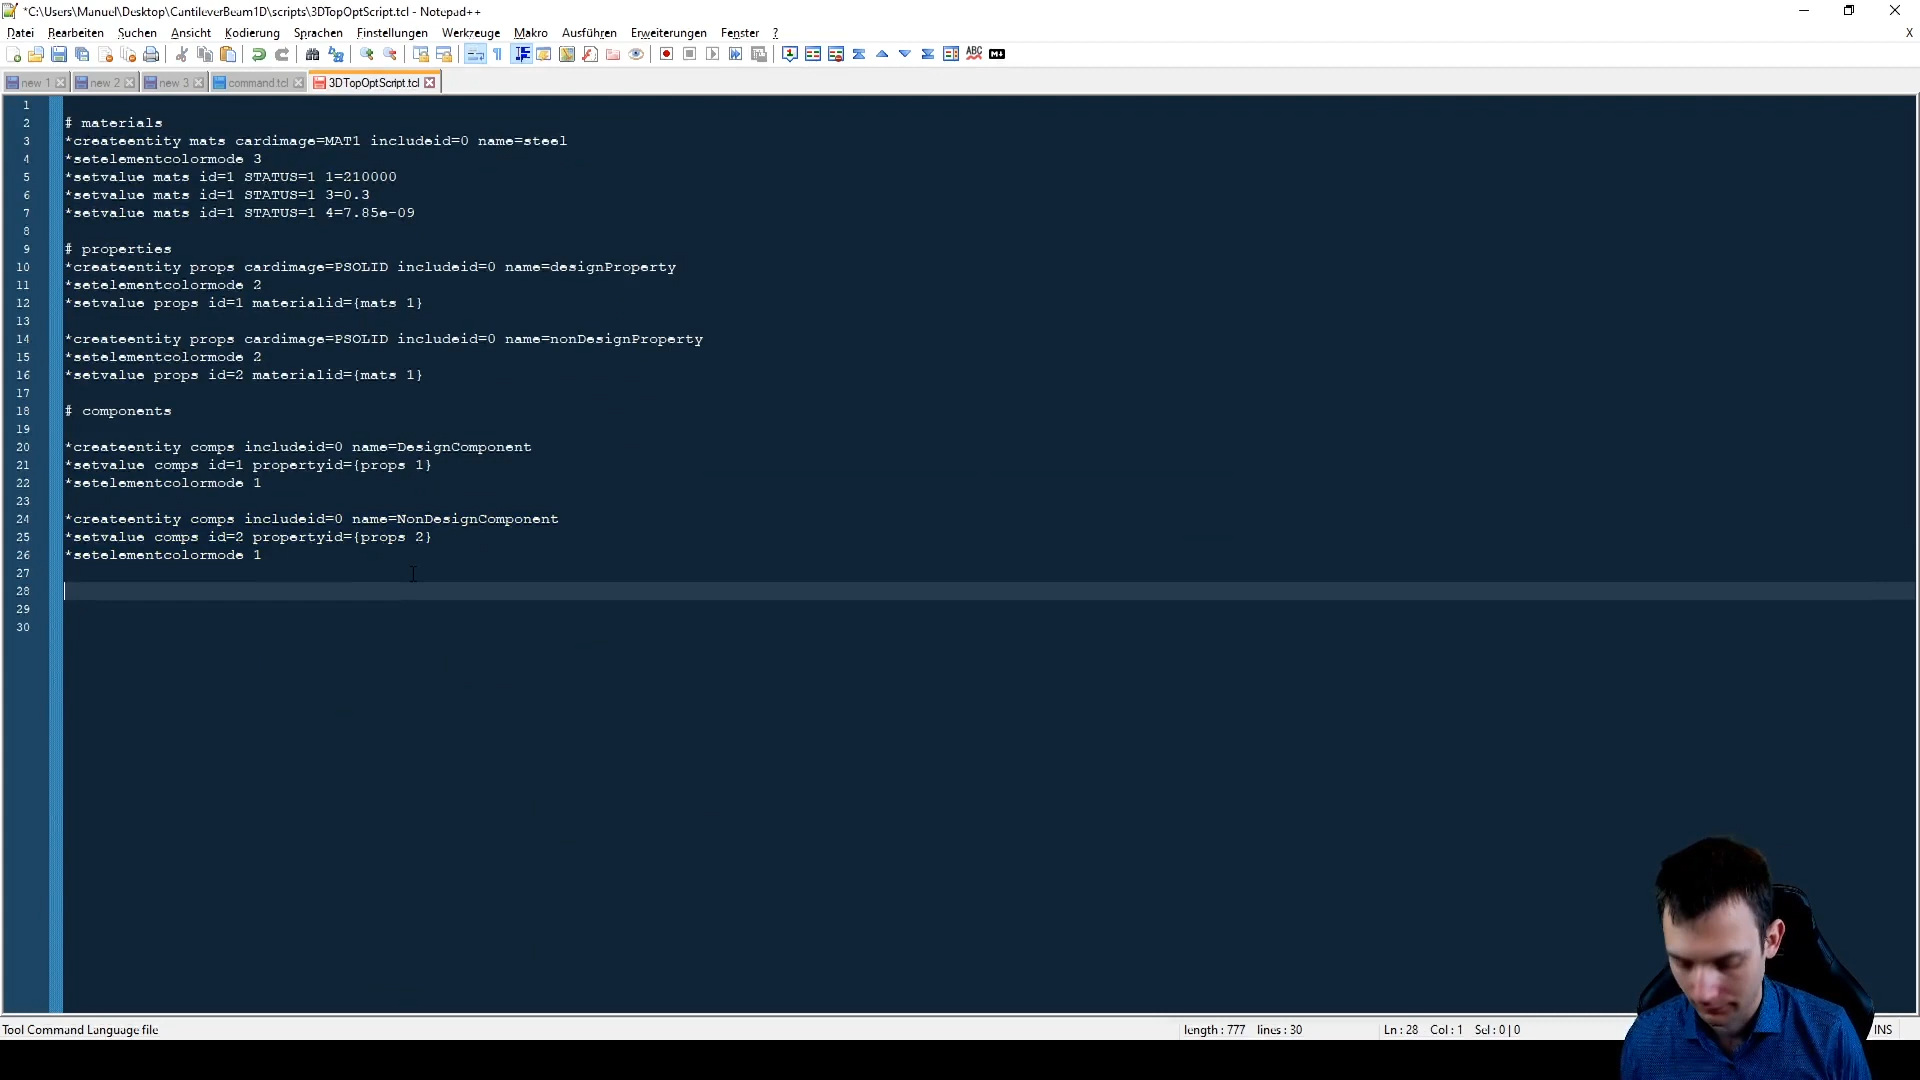 *C:\Users\Manuel\Desktop\CantileverBeam1D\scripts\3DTopOptScript.tcl - Notepad++
Datei Bearbeiten Suchen Ansicht Kodierung Sprachen Einstellungen Werkzeuge Makro Ausführen Erweiterungen Fenster ? X
new 1 new 2 new 3 command.tcl 3DTopOptScript.tcl
1
2 # materials
3 *createentity mats cardimage=MAT1 includeid=0 name=steel
4 *setelementcolormode 3
5 *setvalue mats id=1 STATUS=1 1=210000
6 *setvalue mats id=1 STATUS=1 3=0.3
7 *setvalue mats id=1 STATUS=1 4=7.85e-09
8
9 # properties
10 *createentity props cardimage=PSOLID includeid=0 name=designProperty
11 *setelementcolormode 2
12 *setvalue props id=1 materialid={mats 1}
13
14 *createentity props cardimage=PSOLID includeid=0 name=nonDesignProperty
15 *setelementcolormode 2
16 *setvalue props id=2 materialid={mats 1}
17
18 # components
19
20 *createentity comps includeid=0 name=DesignComponent
21 *setvalue comps id=1 propertyid={props 1}
22 *setelementcolormode 1
23
24 *createentity comps includeid=0 name=NonDesignComponent
25 *setvalue comps id=2 propertyid={props 2}
26 *setelementcolormode 1
27
28
29
30
Tool Command Language file length : 777 lines : 30 Ln : 28 Col : 1 Sel : 0 | 0 INS